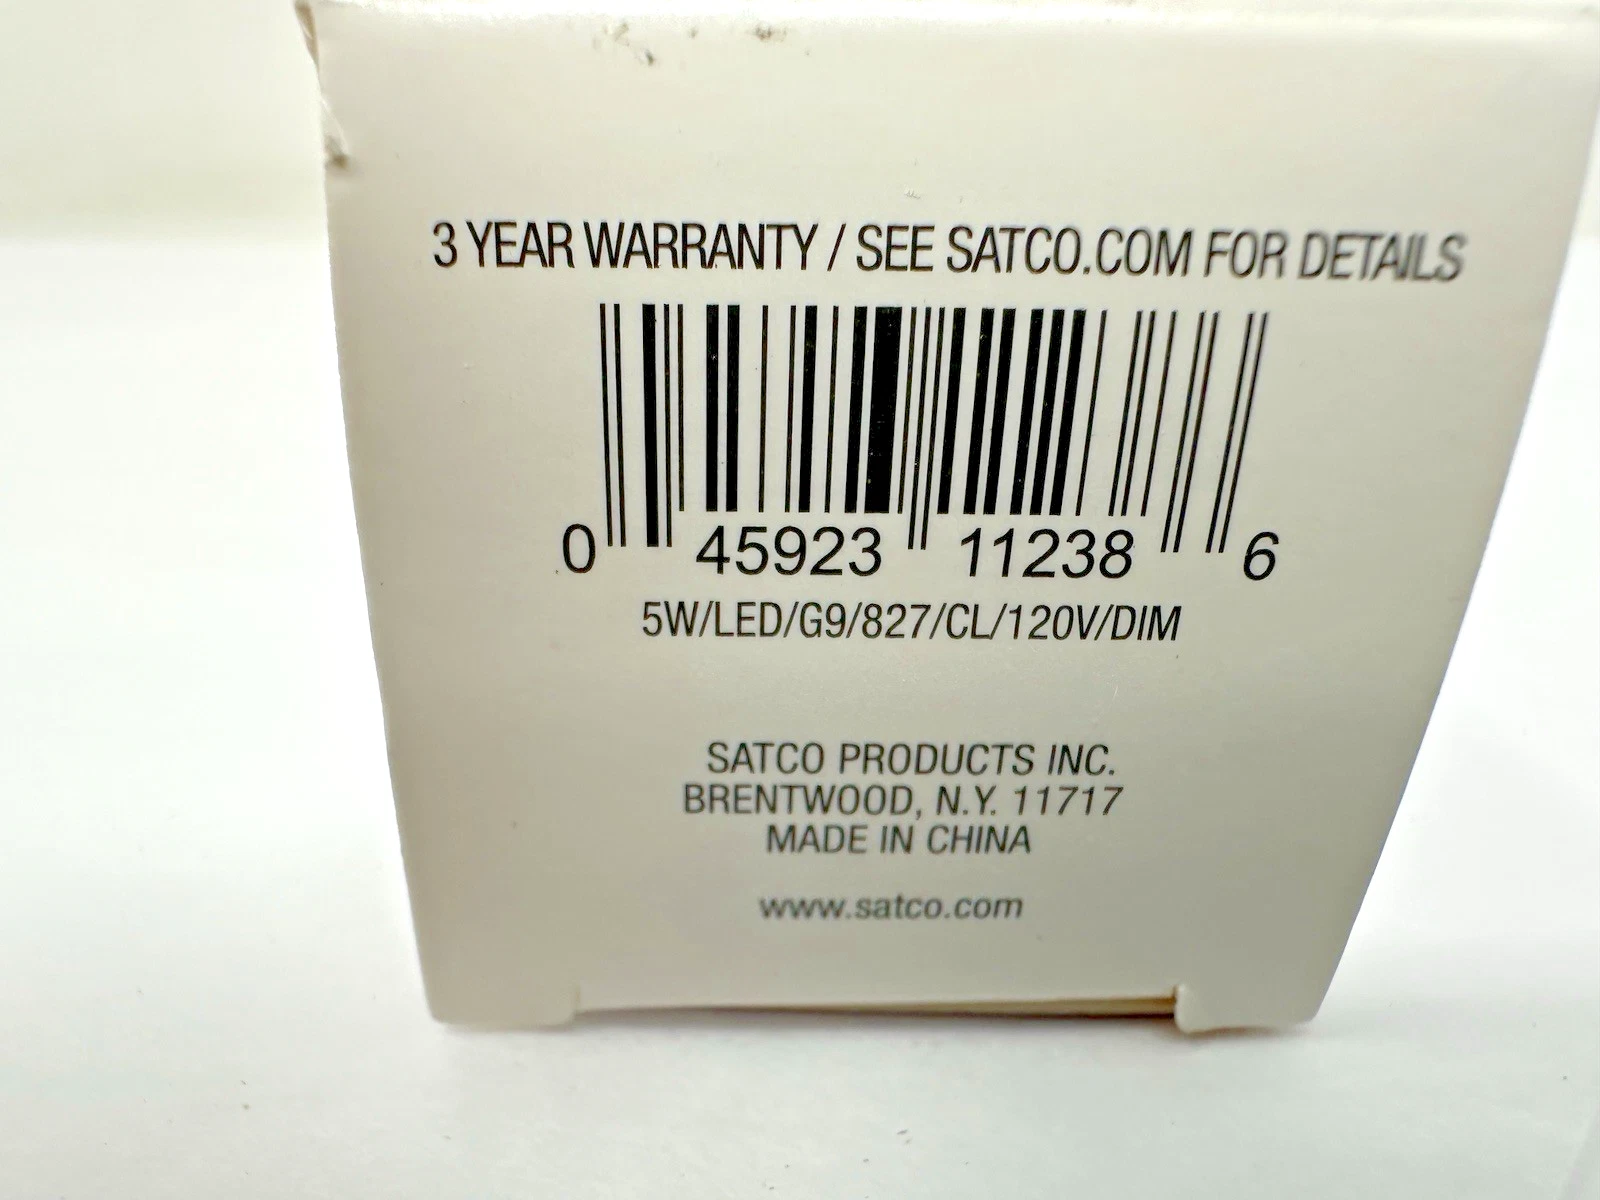 3 YEAR WARRANTY / SEE SATCO.COM FOR DETAILS
0 45923 11238 6
5W/LED/G9/827/CL/120V/DIM
SATCO PRODUCTS INC.
BRENTWOOD, N.Y. 11717
MADE IN CHINA
www.satco.com